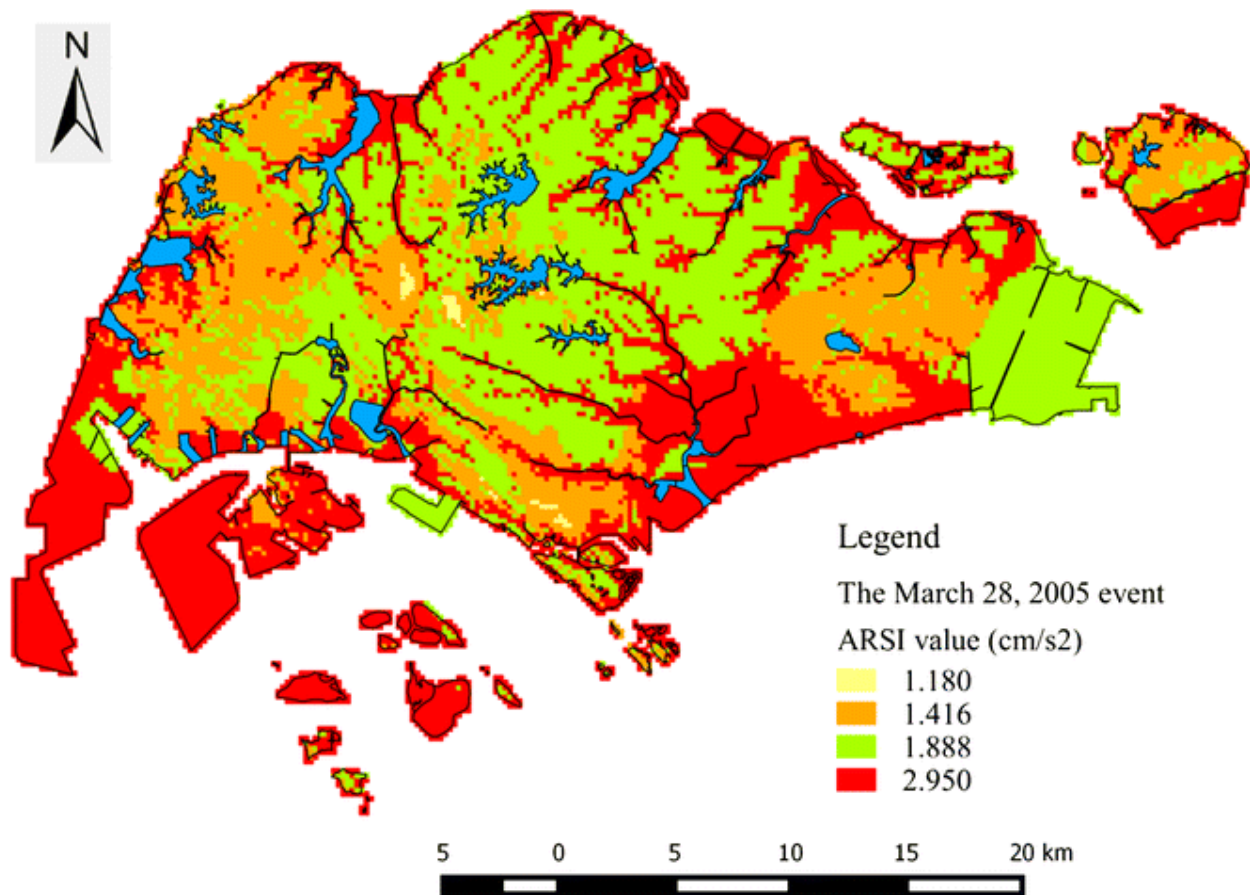 N
Legend
The March 28, 2005 event
ARSI value (cm/s2)
1.180
1.416
1.888
2.950
5 0 5 10 15 20 km